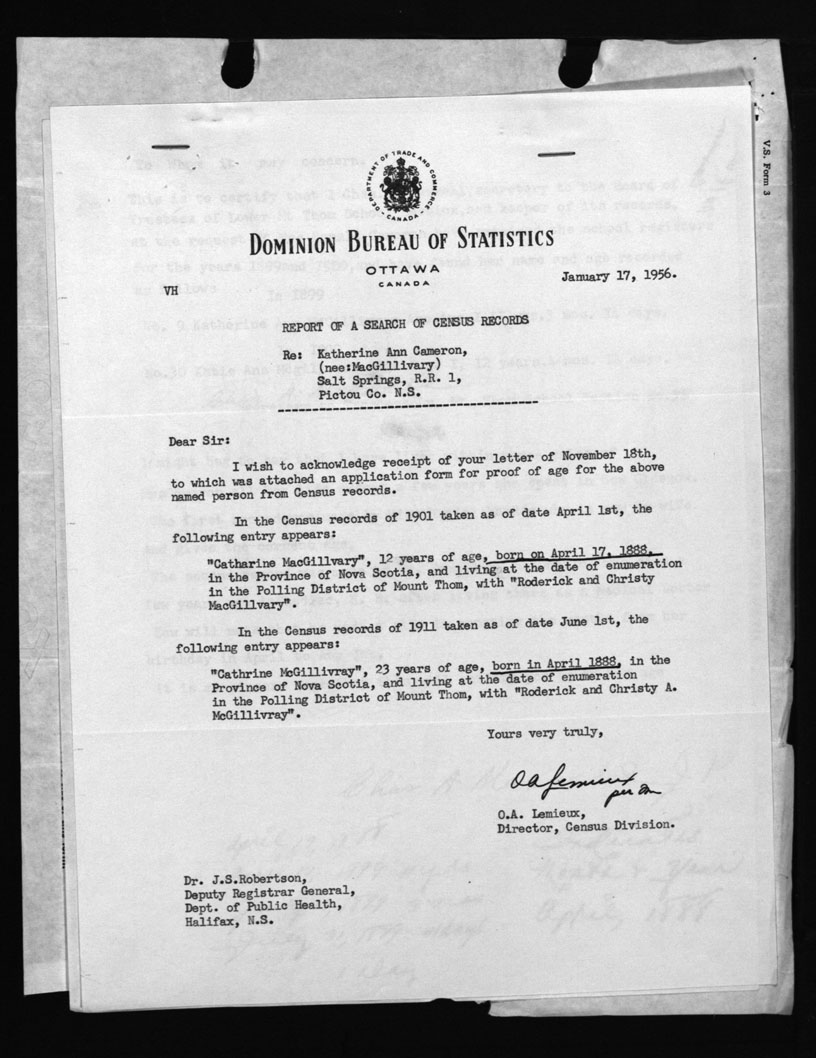 V.S. Form 3
DEPARTMENT OF TRADE AND COMMERCE
CANADA
DOMINION BUREAU OF STATISTICS
OTTAWA
CANADA
January 17, 1956.
VH
In 1899
REPORT OF A SEARCH OF CENSUS RECORDS
Re: Katherine Ann Cameron,
(nee:MacGillivary)
Salt Springs, R.R. 1,
Pictou Co. N.S.
Dear Sir:
I wish to acknowledge receipt of your letter of November 18th,
to which was attached an application form for proof of age for the above
named person from Census records.
In the Census records of 1901 taken as of date April 1st, the
following entry appears:
"Catharine MacGillvary", 12 years of age, born on April 17, 1888,
in the Province of Nova Scotia, and living at the date of enumeration
in the Polling District of Mount Thom, with "Roderick and Christy
MacGillvary".
In the Census records of 1911 taken as of date June 1st, the
following entry appears:
"Cathrine McGillivray", 23 years of age, born in April 1888, in the
Province of Nova Scotia, and living at the date of enumeration
in the Polling District of Mount Thom, with "Roderick and Christy A.
McGillivray".
Yours very truly,
OA Lemieux
per
O.A. Lemieux,
Director, Census Division.
Dr. J.S.Robertson,
Deputy Registrar General,
Dept. of Public Health,
Halifax, N.S.